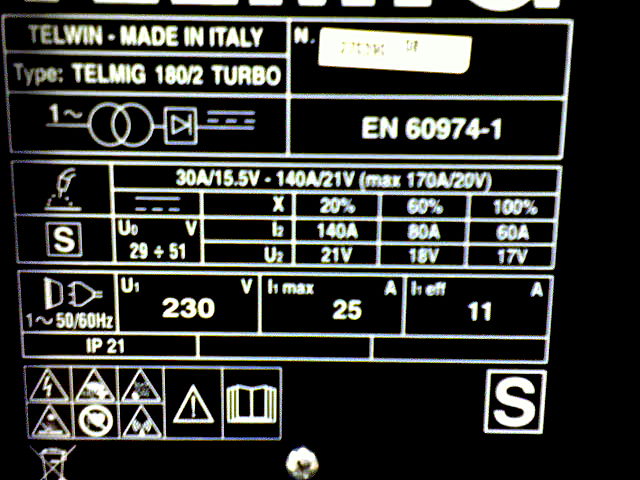 TELWIN - MADE IN ITALY
N.
Type: TELMIG 180/2 TURBO
1~
EN 60974-1
30A/15.5V - 140A/21V (max 170A/20V)
X 20% 60% 100%
S U0 V I2 140A 80A 60A
29 ÷ 51 U2 21V 18V 17V
U1 V I1 max A I1 eff A
230 25 11
1~50/60Hz
IP 21
S